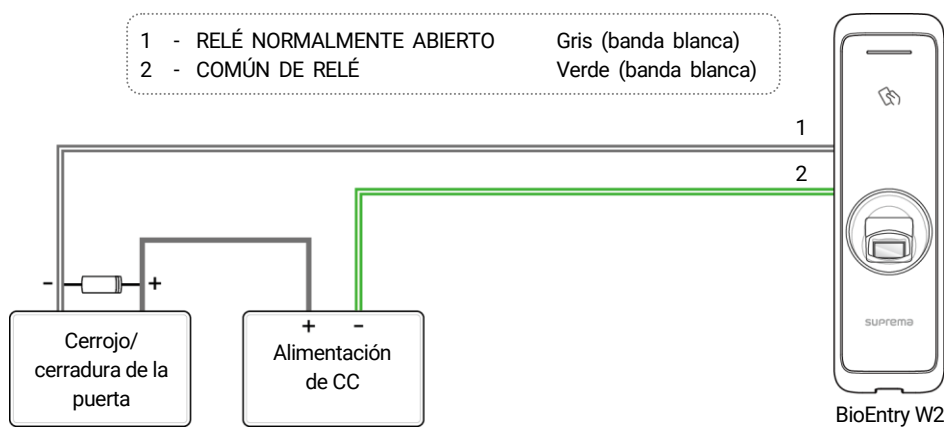 1 - RELÉ NORMALMENTE ABIERTO Gris (banda blanca)
2 - COMÚN DE RELÉ Verde (banda blanca)
1
2
- +
+ -
Cerrojo/
cerradura de la
puerta
Alimentación
de CC
suprema
BioEntry W2